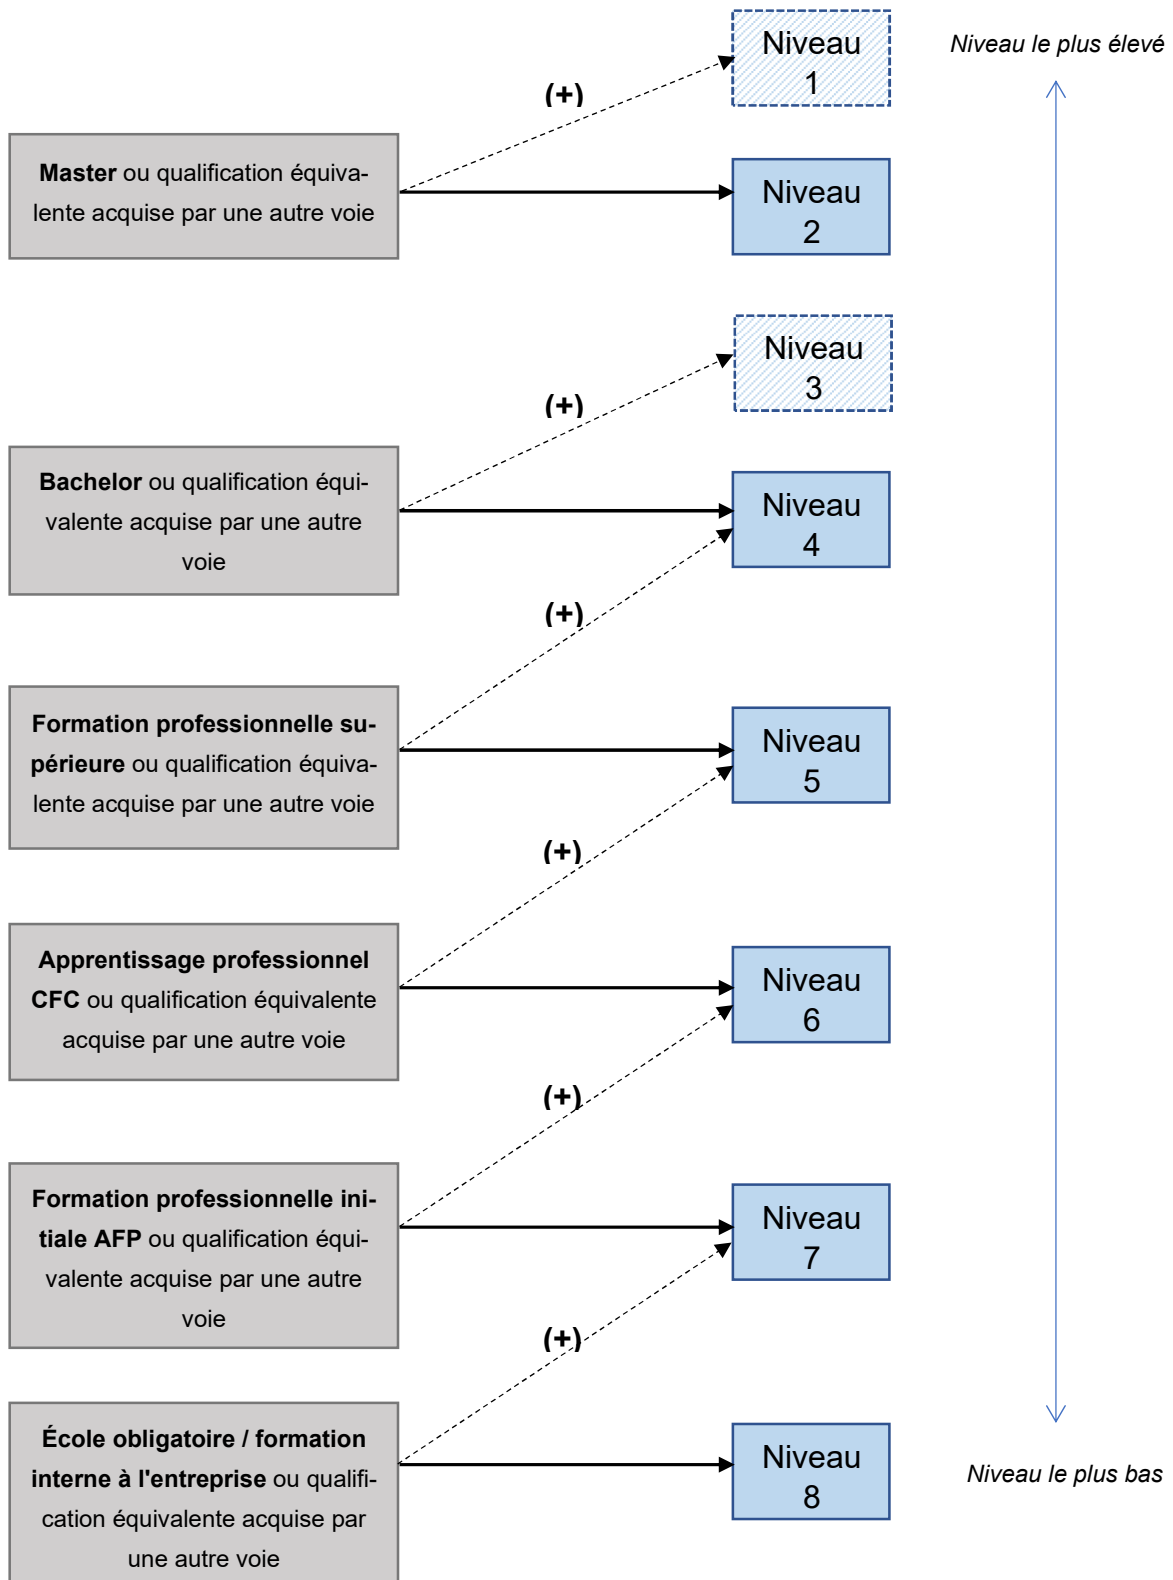 Niveau
1
Niveau le plus élevé
(+)
Master ou qualification équiva-
lente acquise par une autre voie
Niveau
2
Niveau
3
(+)
Bachelor ou qualification équi-
valente acquise par une autre
voie
Niveau
4
(+)
Formation professionnelle su-
périeure ou qualification équiva-
lente acquise par une autre voie
Niveau
5
(+)
Apprentissage professionnel
CFC ou qualification équivalente
acquise par une autre voie
Niveau
6
(+)
Formation professionnelle ini-
tiale AFP ou qualification équi-
valente acquise par une autre
voie
Niveau
7
(+)
École obligatoire / formation
interne à l'entreprise ou qualifi-
cation équivalente acquise par
une autre voie
Niveau
8
Niveau le plus bas